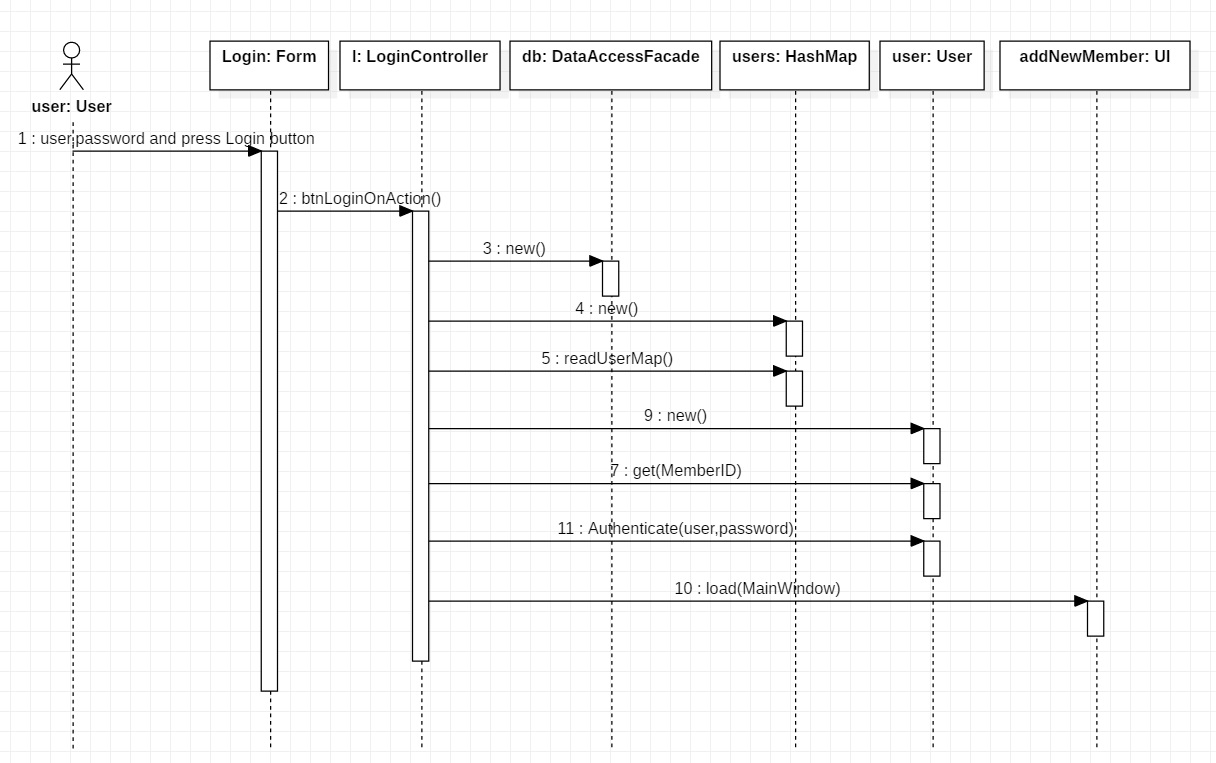 Login: Form
l: LoginController
db: DataAccessFacade
users: HashMap
user: User
addNewMember: UI
user: User
1 : user,password and press Login button
2 : btnLoginOnAction()
3 : new()
4 : new()
5 : readUserMap()
9 : new()
7 : get(MemberID)
11 : Authenticate(user,password)
10 : load(MainWindow)